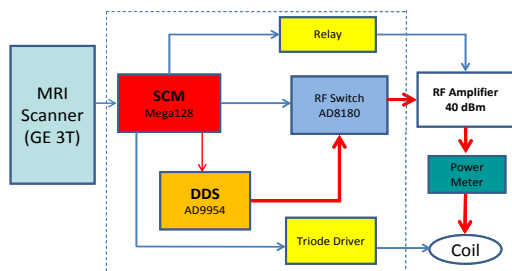 MRI
Scanner
(GE 3T)
SCM
Mega128
Relay
RF Switch
AD8180
RF Amplifier
40 dBm
DDS
AD9954
Power
Meter
Triode Driver
Coil